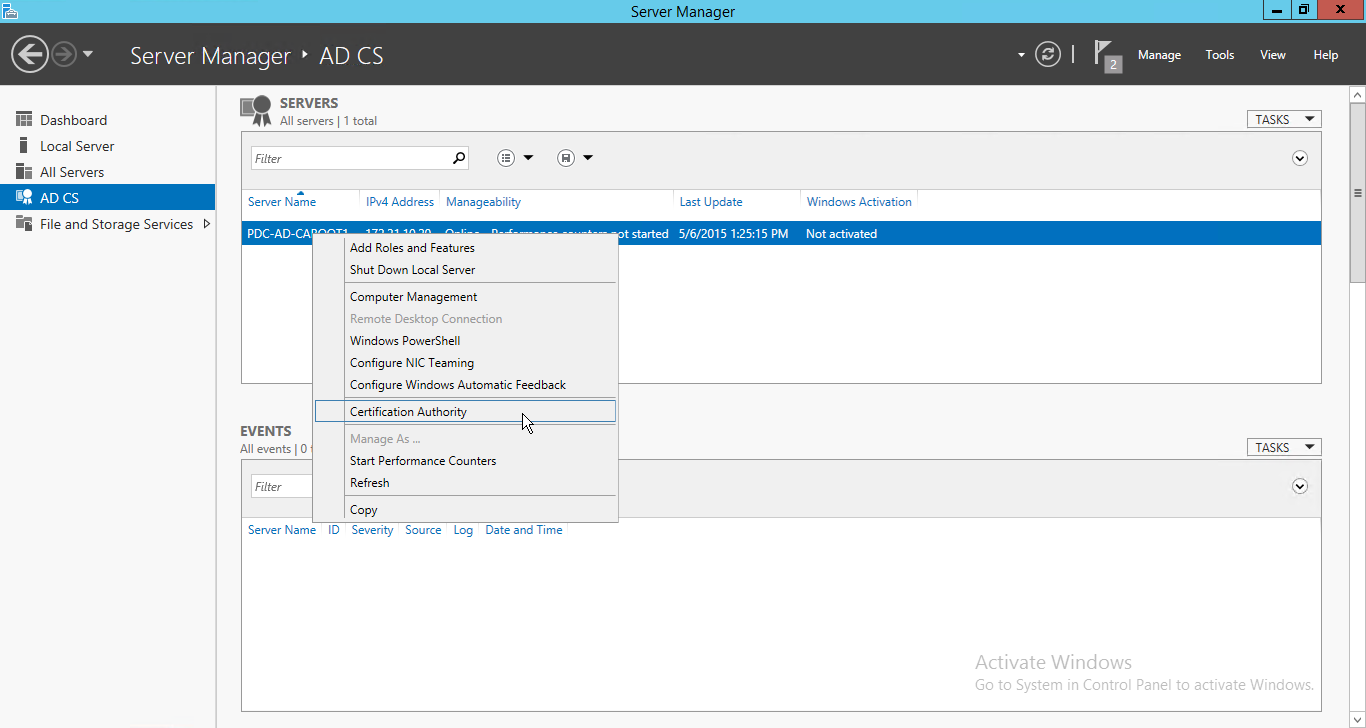 Server Manager
Server Manager ‣ AD CS
2
Manage
Tools
View
Help
Dashboard
Local Server
All Servers
AD CS
File and Storage Services
SERVERS
All servers | 1 total
TASKS
Filter
Server Name
IPv4 Address
Manageability
Last Update
Windows Activation
PDC-AD-CAROOT1
Online
Performance counters not started
5/6/2015 1:25:15 PM
Not activated
Add Roles and Features
Shut Down Local Server
Computer Management
Remote Desktop Connection
Windows PowerShell
Configure NIC Teaming
Configure Windows Automatic Feedback
Certification Authority
Manage As ...
Start Performance Counters
Refresh
Copy
EVENTS
All events | 0
TASKS
Filter
Server Name
ID
Severity
Source
Log
Date and Time
Activate Windows
Go to System in Control Panel to activate Windows.